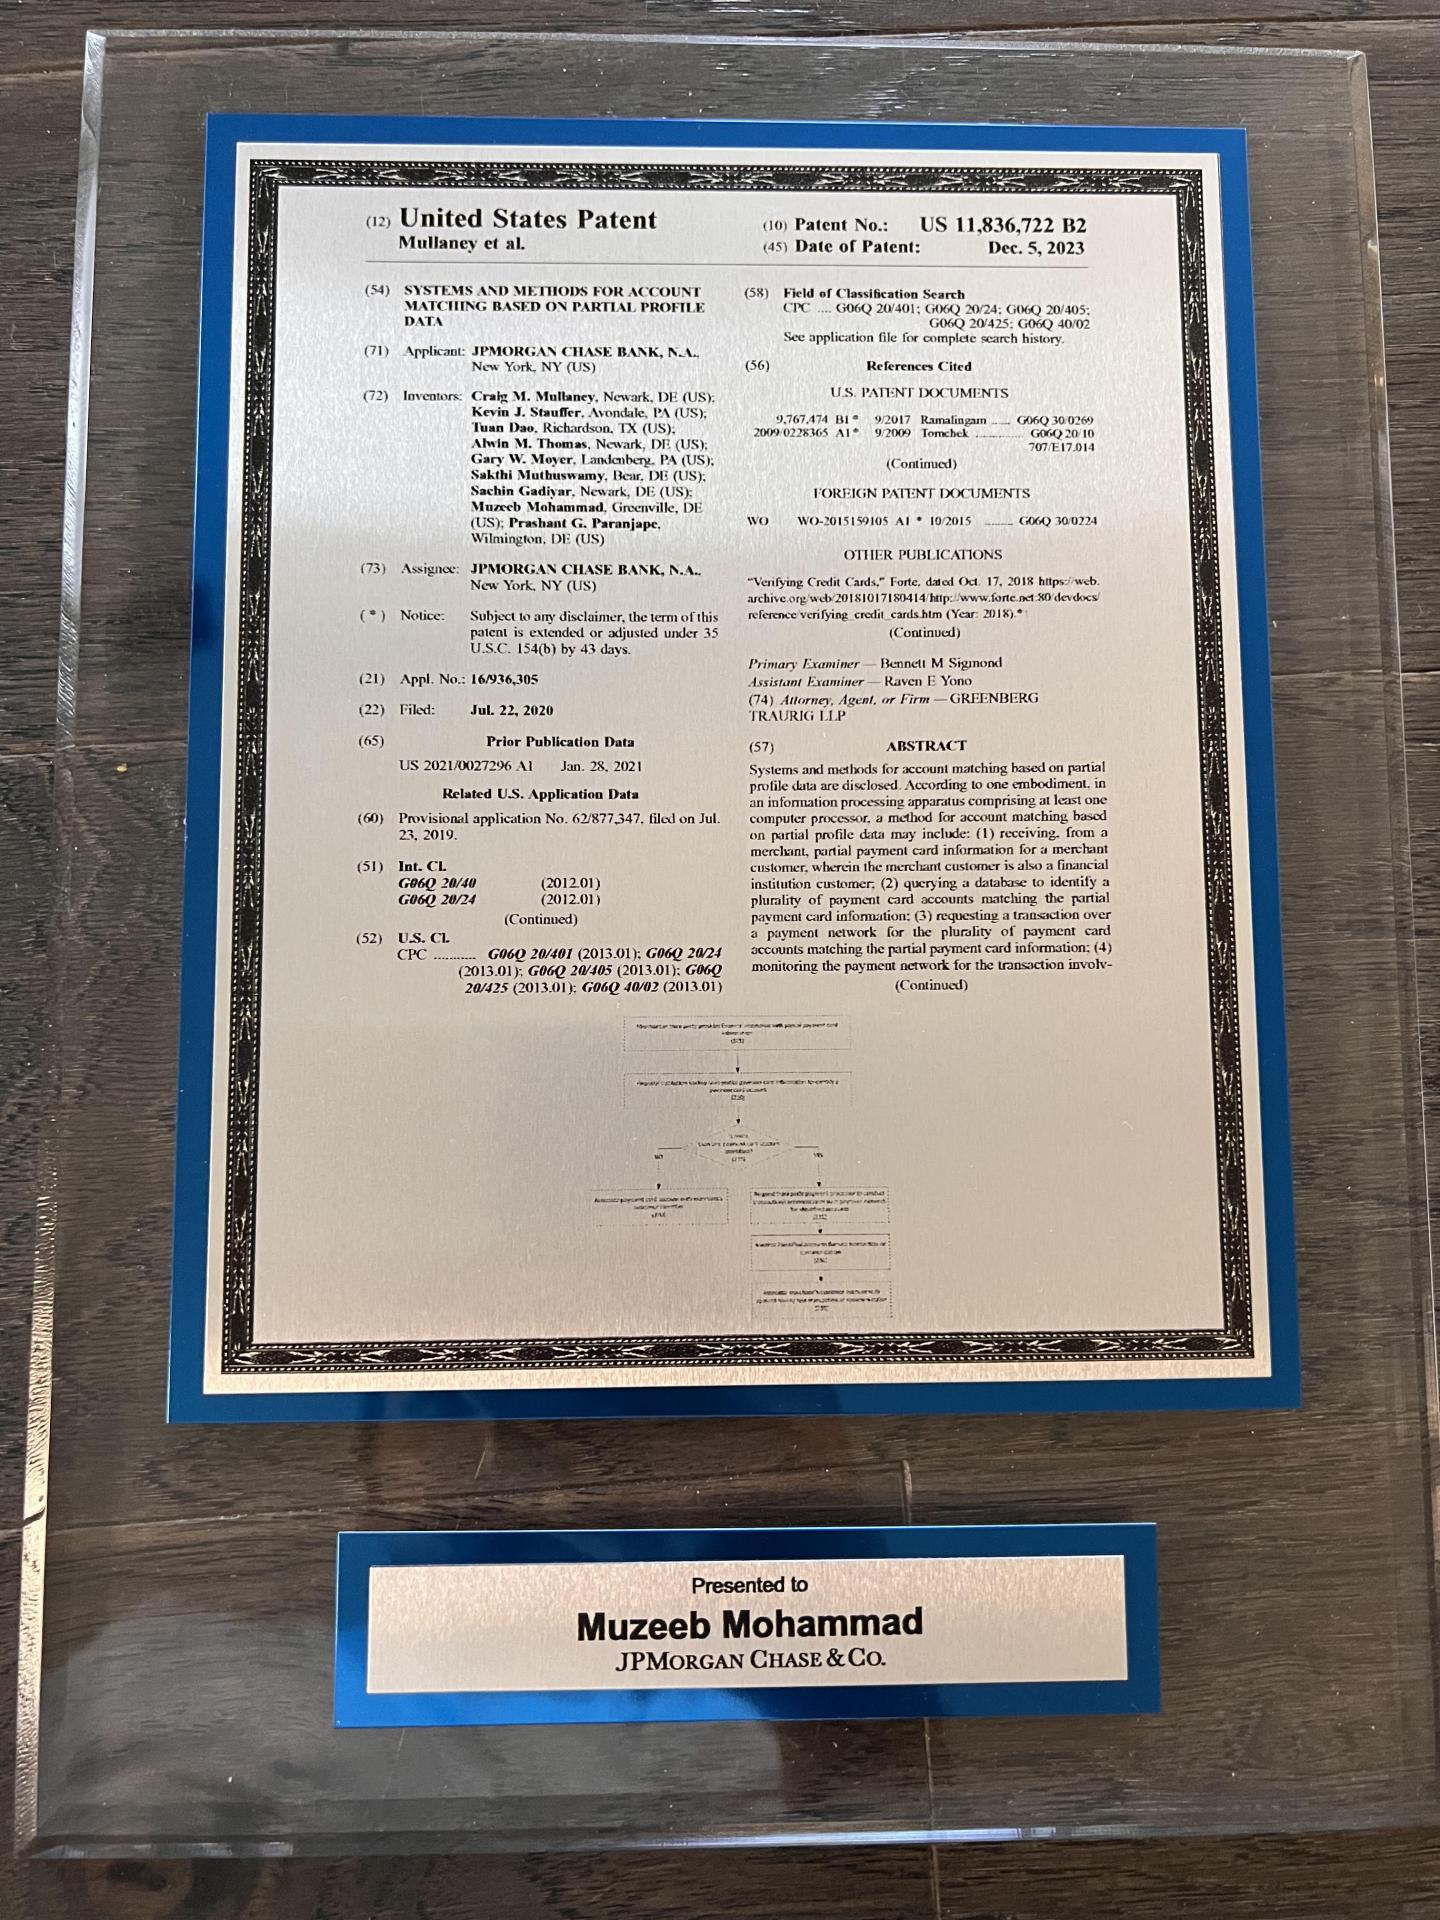 (12) United States Patent
Mullaney et al.
(10) Patent No.: US 11,836,722 B2
(45) Date of Patent: Dec. 5, 2023
(54) SYSTEMS AND METHODS FOR ACCOUNT
MATCHING BASED ON PARTIAL PROFILE
DATA
(71) Applicant: JPMORGAN CHASE BANK, N.A.,
New York, NY (US)
(72) Inventors: Craig M. Mullaney, Newark, DE (US);
Kevin J. Stauffer, Avondale, PA (US);
Tuan Dao, Richardson, TX (US);
Alwin M. Thomas, Newark, DE (US);
Gary W. Moyer, Landenberg, PA (US);
Sakthi Muthuswamy, Bear, DE (US);
Sachin Gadiyar, Newark, DE (US);
Muzeeb Mohammad, Greenville, DE
(US); Prashant G. Paranjape,
Wilmington, DE (US)
(73) Assignee: JPMORGAN CHASE BANK, N.A.,
New York, NY (US)
( * ) Notice: Subject to any disclaimer, the term of this
patent is extended or adjusted under 35
U.S.C. 154(b) by 43 days.
(21) Appl. No.: 16/936,305
(22) Filed: Jul. 22, 2020
(65) Prior Publication Data
US 2021/0027296 A1 Jan. 28, 2021
Related U.S. Application Data
(60) Provisional application No. 62/877,347, filed on Jul.
23, 2019.
(51) Int. Cl.
G06Q 20/40 (2012.01)
G06Q 20/24 (2012.01)
(Continued)
(52) U.S. Cl.
CPC ........... G06Q 20/401 (2013.01); G06Q 20/24
(2013.01); G06Q 20/405 (2013.01); G06Q
20/425 (2013.01); G06Q 40/02 (2013.01)
(58) Field of Classification Search
CPC .... G06Q 20/401; G06Q 20/24; G06Q 20/405;
G06Q 20/425; G06Q 40/02
See application file for complete search history.
(56) References Cited
U.S. PATENT DOCUMENTS
9,767,474 B1 * 9/2017 Ramalingam ...... G06Q 30/0269
2009/0228365 A1 * 9/2009 Tomchek ............... G06Q 20/10
707/E17.014
(Continued)
FOREIGN PATENT DOCUMENTS
WO WO-2015159105 A1 * 10/2015 ......... G06Q 30/0224
OTHER PUBLICATIONS
"Verifying Credit Cards," Forte, dated Oct. 17, 2018 https://web.
archive.org/web/20181017180414/http://www.forte.net:80/devdocs/
reference/verifying_credit_cards.htm (Year: 2018).*
(Continued)
Primary Examiner — Bennett M Sigmond
Assistant Examiner — Raven E Yono
(74) Attorney, Agent, or Firm — GREENBERG
TRAURIG LLP
(57) ABSTRACT
Systems and methods for account matching based on partial
profile data are disclosed. According to one embodiment, in
an information processing apparatus comprising at least one
computer processor, a method for account matching based
on partial profile data may include: (1) receiving, from a
merchant, partial payment card information for a merchant
customer, wherein the merchant customer is also a financial
institution customer; (2) querying a database to identify a
plurality of payment card accounts matching the partial
payment card information; (3) requesting a transaction over
a payment network for the plurality of payment card
accounts matching the partial payment card information; (4)
monitoring the payment network for the transaction involv-
(Continued)
NO
YES
Presented to
Muzeeb Mohammad
JPMORGAN CHASE & CO.